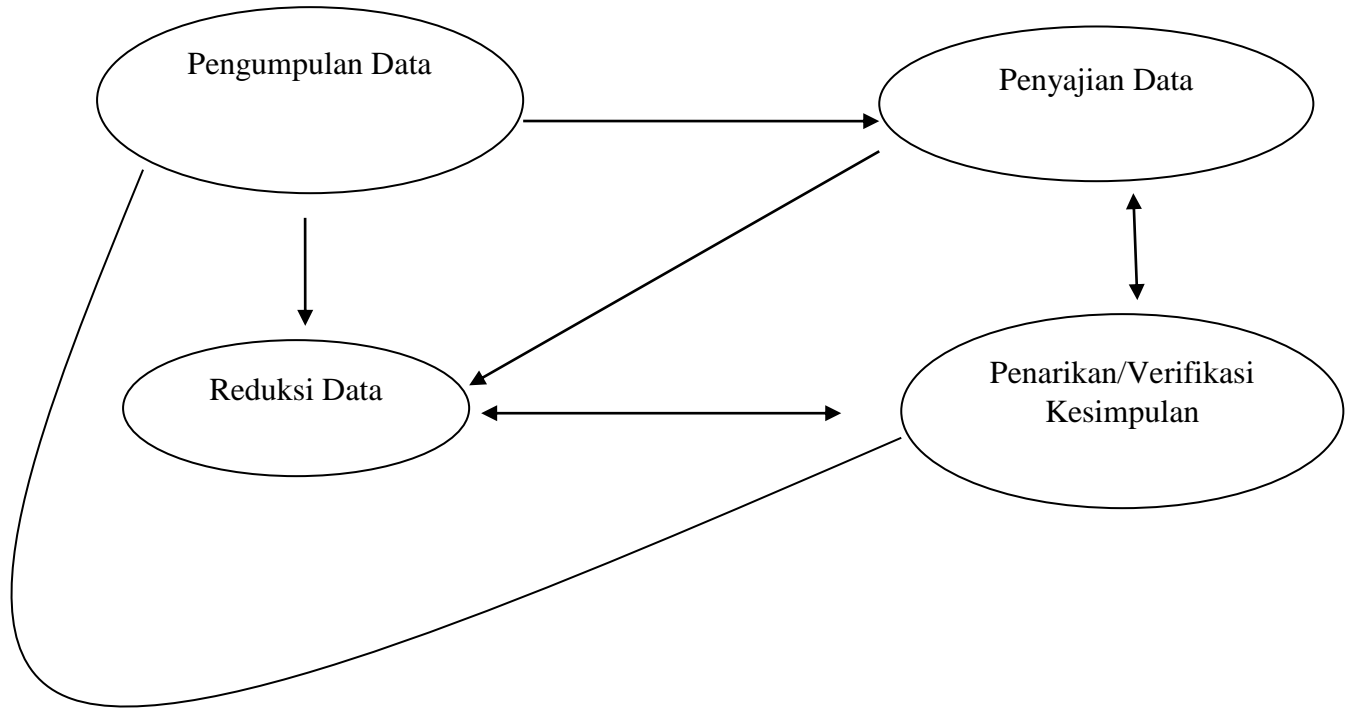 Pengumpulan Data
Penyajian Data
Reduksi Data
Penarikan/Verifikasi
Kesimpulan